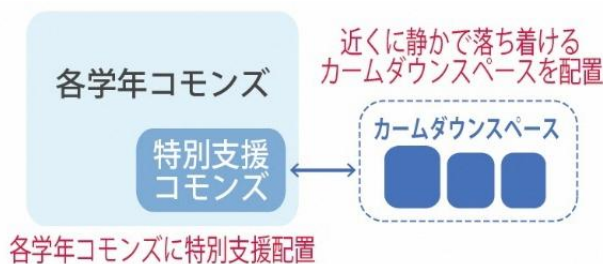 各学年コモンズ
特別支援
コモンズ
各学年コモンズに特別支援配置
近くに静かで落ち着ける
カームダウンスペースを配置
カームダウンスペース